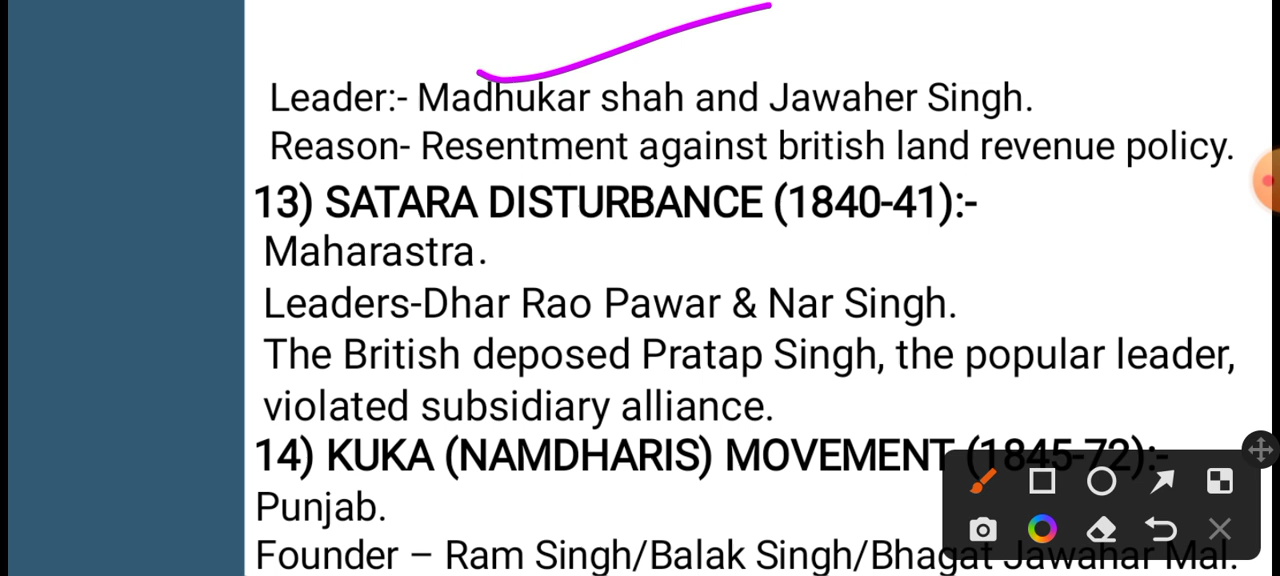 Leader:- Madhukar shah and Jawaher Singh.
Reason- Resentment against british land revenue policy.
13) SATARA DISTURBANCE (1840-41):-
Maharastra.
Leaders-Dhar Rao Pawar & Nar Singh.
The British deposed Pratap Singh, the popular leader,
violated subsidiary alliance.
14) KUKA (NAMDHARIS) MOVEMENT (1845-72):-
Punjab.
Founder – Ram Singh/Balak Singh/Bhagat Jawahar Mal.